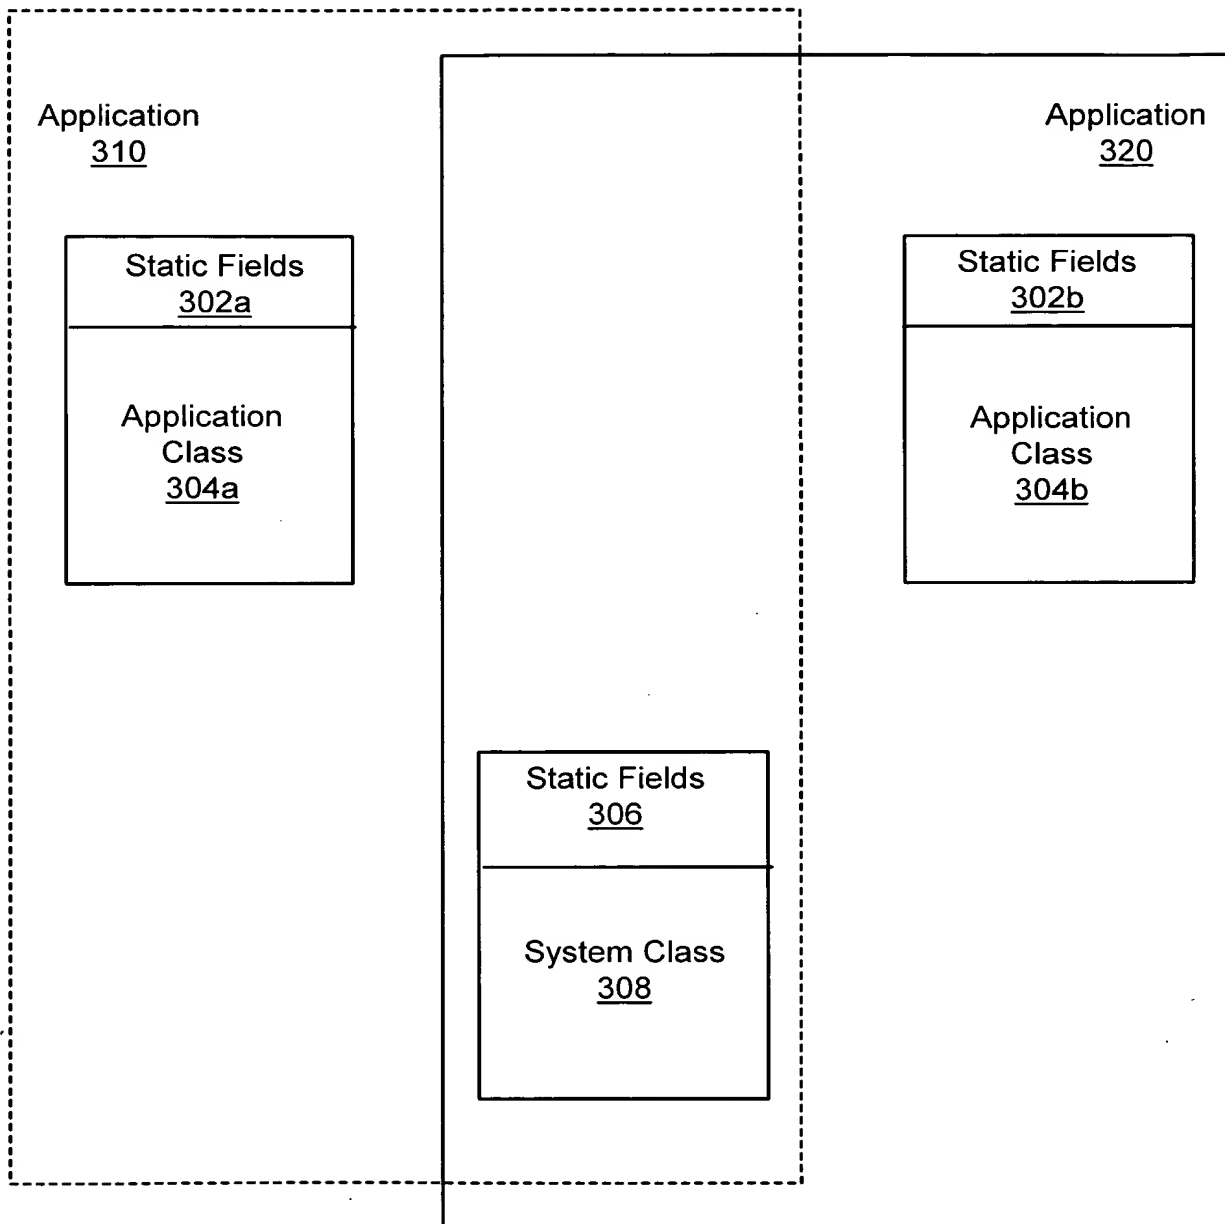 Application
310
Application
320
Static Fields
302a
Application
Class
304a
Static Fields
302b
Application
Class
304b
Static Fields
306
System Class
308